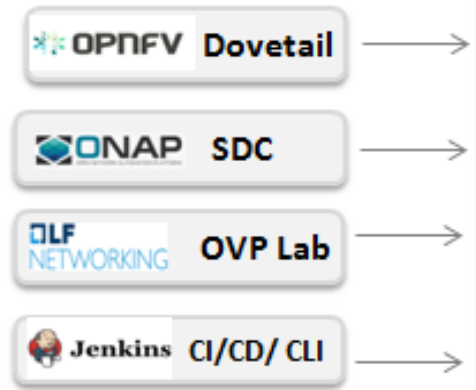 OPNFV Dovetail
ONAP SDC
LF
NETWORKING OVP Lab
Jenkins CI/CD/ CLI